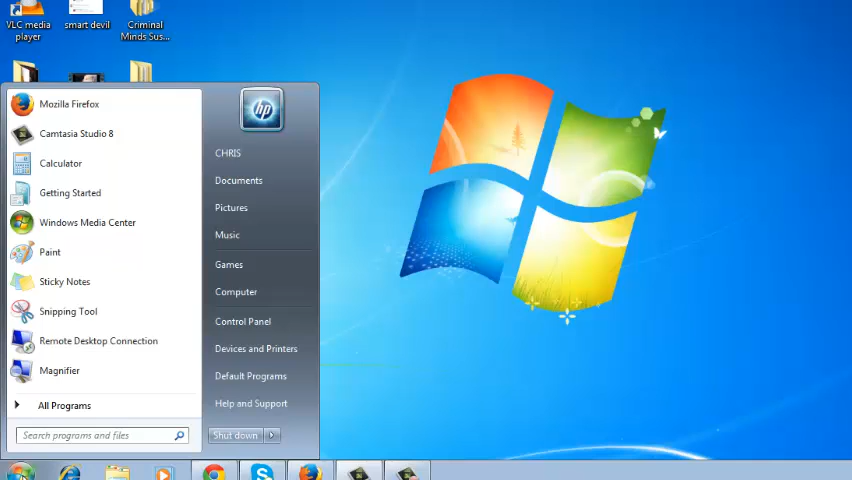 VLC media
player
smart devil
Criminal
Minds Sus...
hp
Mozilla Firefox
Camtasia Studio 8
Calculator
Getting Started
Windows Media Center
Paint
Sticky Notes
Snipping Tool
Remote Desktop Connection
Magnifier
All Programs
Search programs and files
CHRIS
Documents
Pictures
Music
Games
Computer
Control Panel
Devices and Printers
Default Programs
Help and Support
Shut down